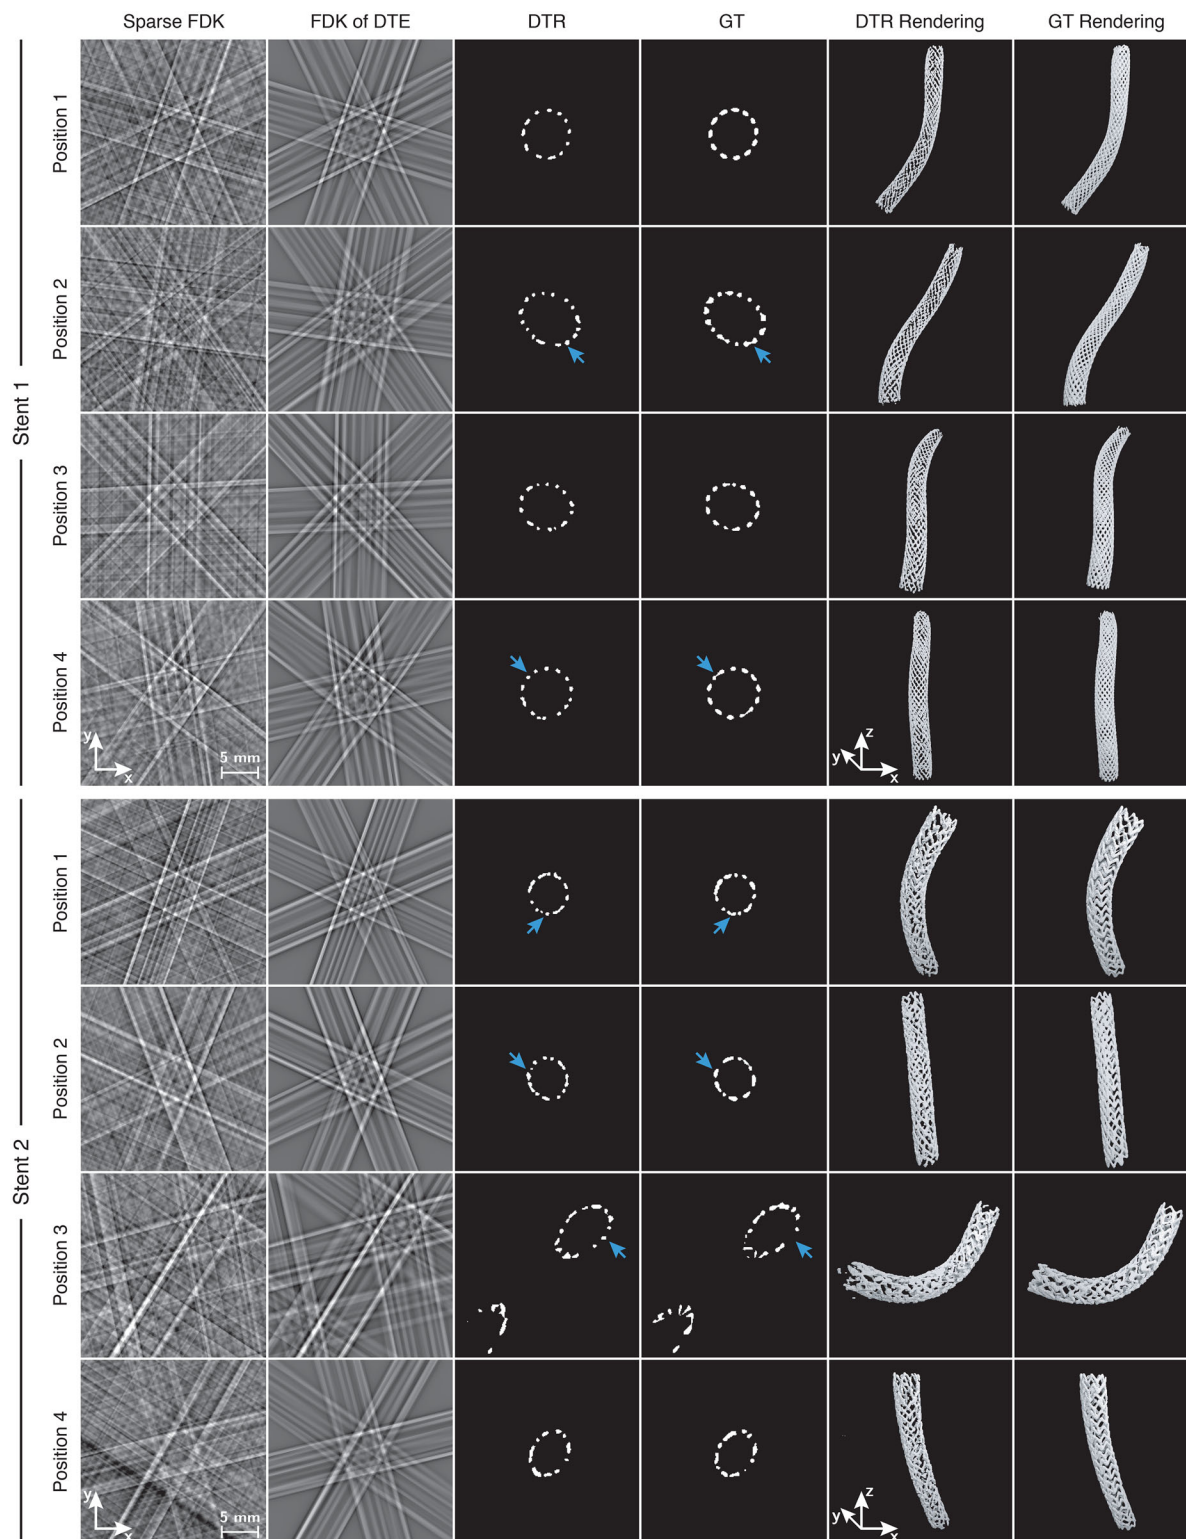 Sparse FDK FDK of DTE DTR GT DTR Rendering GT Rendering
Stent 1
Position 1
Position 2
Position 3
Position 4
y
x
5 mm
z
y
x
Stent 2
Position 1
Position 2
Position 3
Position 4
y
x
5 mm
z
y
x